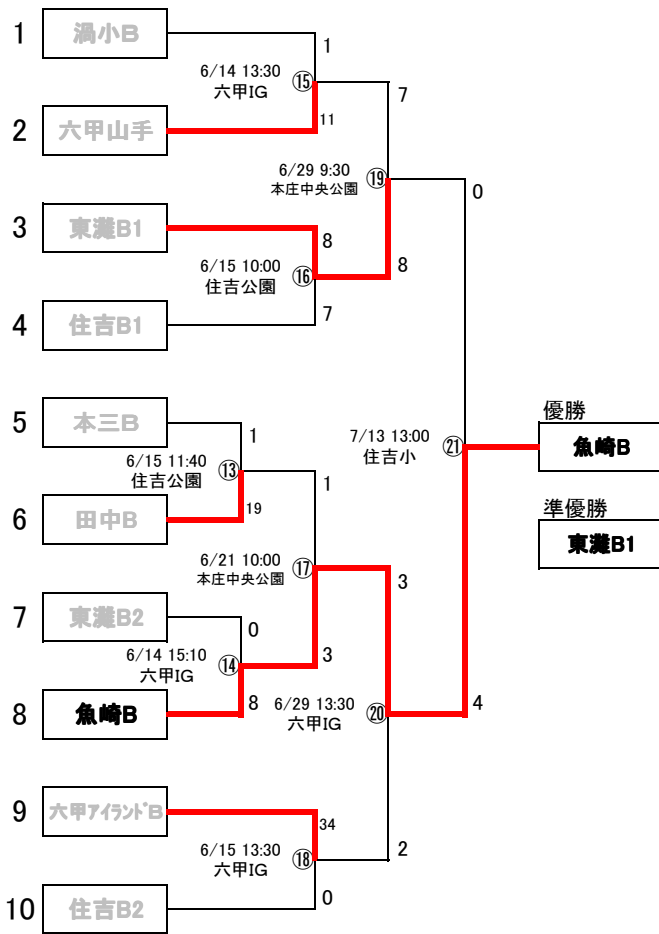 1 渦小B
1
6/14 13:30 ⑮
六甲IG
7
2 六甲山手
11
6/29 9:30 ⑲
本庄中央公園
0
3 東灘B1
8
6/15 10:00 ⑯
住吉公園
8
4 住吉B1
7
5 本三B
1
優勝
魚崎B
7/13 13:00 ㉑
住吉小
6/15 11:40 ⑬
住吉公園
1
6 田中B
19
準優勝
東灘B1
6/21 10:00 ⑰
本庄中央公園
3
7 東灘B2
0
6/14 15:10 ⑭
六甲IG
3
8 魚崎B
8
6/29 13:30 ⑳
六甲IG
4
9 六甲ｱｲﾗﾝﾄﾞB
34
6/15 13:30 ⑱
六甲IG
2
10 住吉B2
0